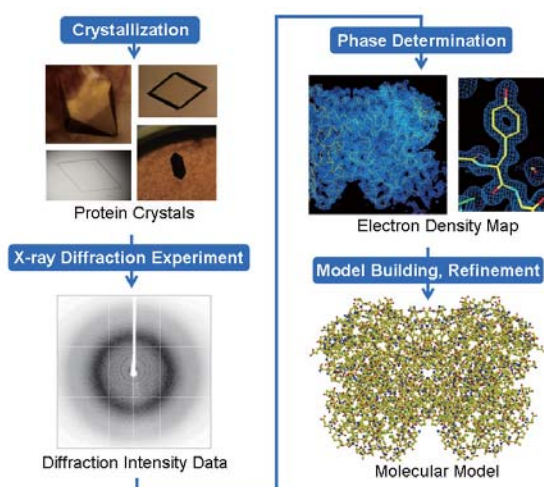 Crystallization
Protein Crystals
X-ray Diffraction Experiment
Diffraction Intensity Data
Phase Determination
Electron Density Map
Model Building, Refinement
Molecular Model